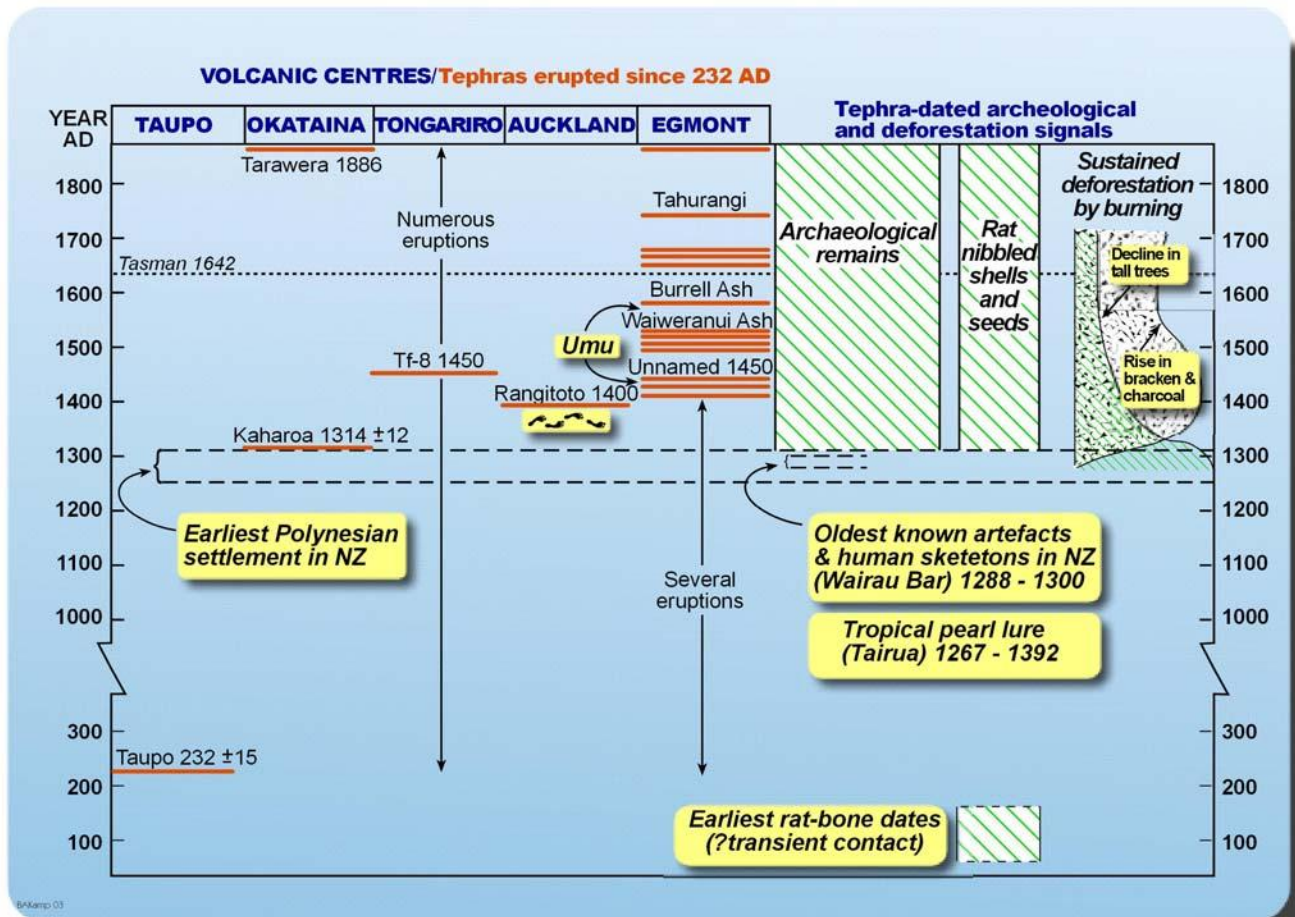 VOLCANIC CENTRES/Tephras erupted since 232 AD
YEAR
AD
TAUPO
OKATAINA
TONGARIRO
AUCKLAND
EGMONT
Tephra-dated archeological
and deforestation signals
1800
1700
1600
1500
1400
1300
1200
1100
1000
300
200
100
Tarawera 1886
Numerous
eruptions
Tasman 1642
Tahurangi
Burrell Ash
Waiweranui Ash
Umu
Tf-8 1450
Unnamed 1450
Rangitoto 1400
Kaharoa 1314 ±12
Earliest Polynesian
settlement in NZ
Several
eruptions
Taupo 232 ±15
Archaeological
remains
Rat
nibbled
shells
and
seeds
Sustained
deforestation
by burning
Decline in
tall trees
Rise in
bracken &
charcoal
Oldest known artefacts
& human sketetons in NZ
(Wairau Bar) 1288 - 1300
Tropical pearl lure
(Tairua) 1267 - 1392
Earliest rat-bone dates
(?transient contact)
1800
1700
1600
1500
1400
1300
1200
1100
1000
300
200
100
BAKamp 03